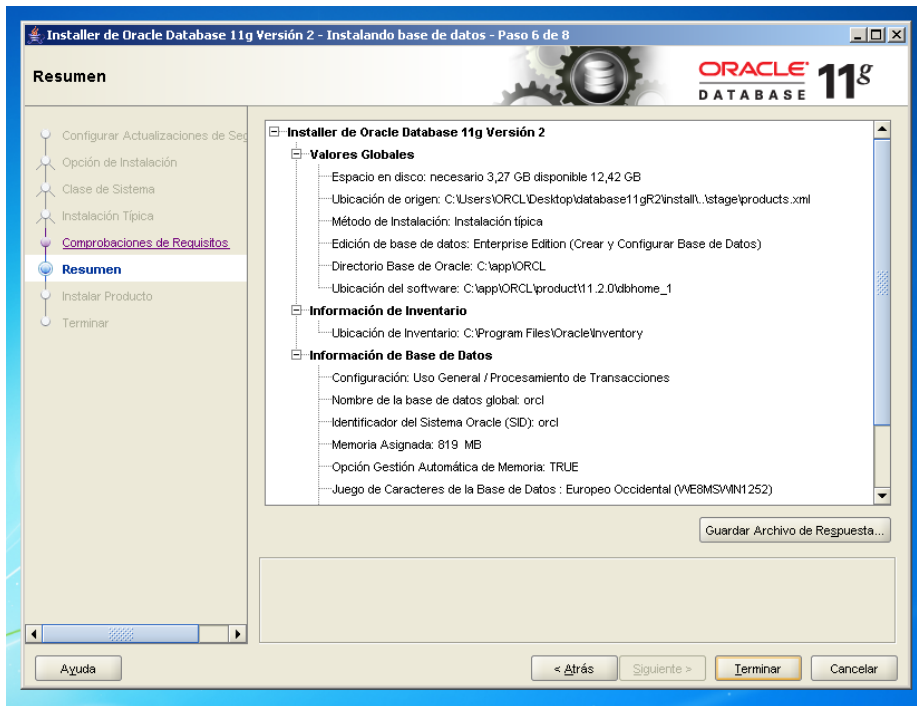 Installer de Oracle Database 11g Versión 2 - Instalando base de datos - Paso 6 de 8
Resumen
ORACLE
DATABASE
11g
Configurar Actualizaciones de Seg
Opción de Instalación
Clase de Sistema
Instalación Típica
Comprobaciones de Requisitos
Resumen
Instalar Producto
Terminar
Installer de Oracle Database 11g Versión 2
Valores Globales
Espacio en disco: necesario 3,27 GB disponible 12,42 GB
Ubicación de origen: C:\Users\ORCL\Desktop\database11gR2\install\..\stage\products.xml
Método de Instalación: Instalación típica
Edición de base de datos: Enterprise Edition (Crear y Configurar Base de Datos)
Directorio Base de Oracle: C:\app\ORCL
Ubicación del software: C:\app\ORCL\product\11.2.0\dbhome_1
Información de Inventario
Ubicación de Inventario: C:\Program Files\Oracle\Inventory
Información de Base de Datos
Configuración: Uso General / Procesamiento de Transacciones
Nombre de la base de datos global: orcl
Identificador del Sistema Oracle (SID): orcl
Memoria Asignada: 819 MB
Opción Gestión Automática de Memoria: TRUE
Juego de Caracteres de la Base de Datos : Europeo Occidental (WE8MSWIN1252)
Guardar Archivo de Respuesta...
Ayuda
< Atrás
Siguiente >
Terminar
Cancelar